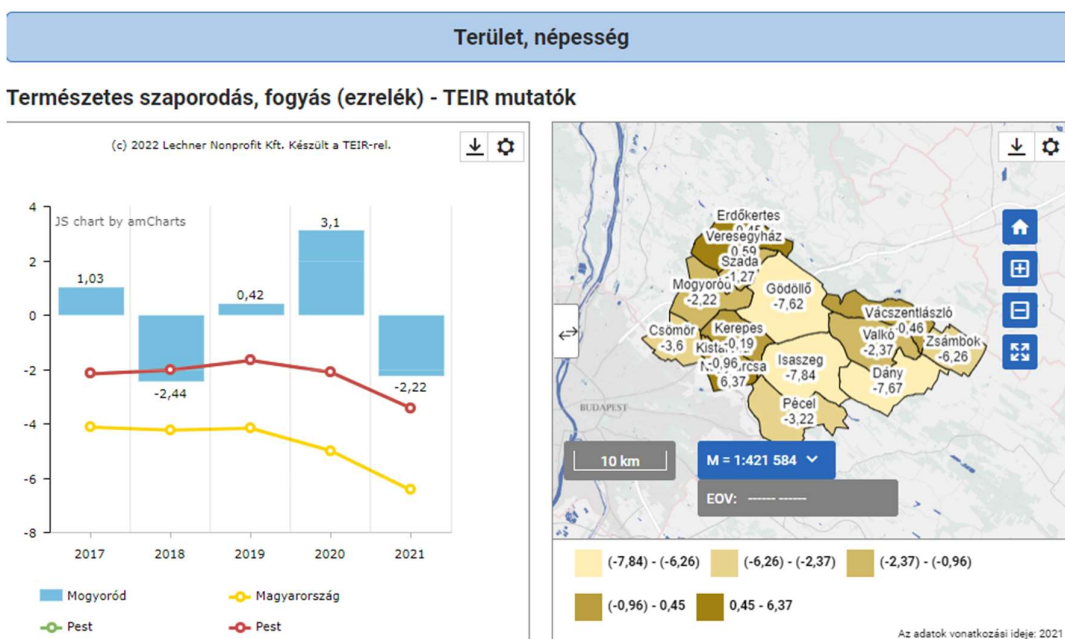 Terület, népesség
Természetes szaporodás, fogyás (ezrelék) - TEIR mutatók
(c) 2022 Lechner Nonprofit Kft. Készült a TEIR-rel.
JS chart by amCharts
4
2
0
-2
-4
-6
-8
1,03
-2,44
0,42
3,1
-2,22
2017
2018
2019
2020
2021
Mogyoród
Magyarország
Pest
Pest
Erdőkertes
0,45
Veresegyház
0,59
Szada
-1,27
Mogyoród
-2,22
Gödöllő
-7,62
Csömör
-3,6
Kerepes
-0,19
-0,96
6,37
Isaszeg
-7,84
Pécel
-3,22
Vácszentlászló
-0,46
Valkó
-2,37
Zsámbok
-6,26
Dány
-7,67
BUDAPEST
10 km
M = 1:421 584
EOV: ------ ------
(-7,84) - (-6,26)
(-6,26) - (-2,37)
(-2,37) - (-0,96)
(-0,96) - 0,45
0,45 - 6,37
Az adatok vonatkozási ideje: 2021